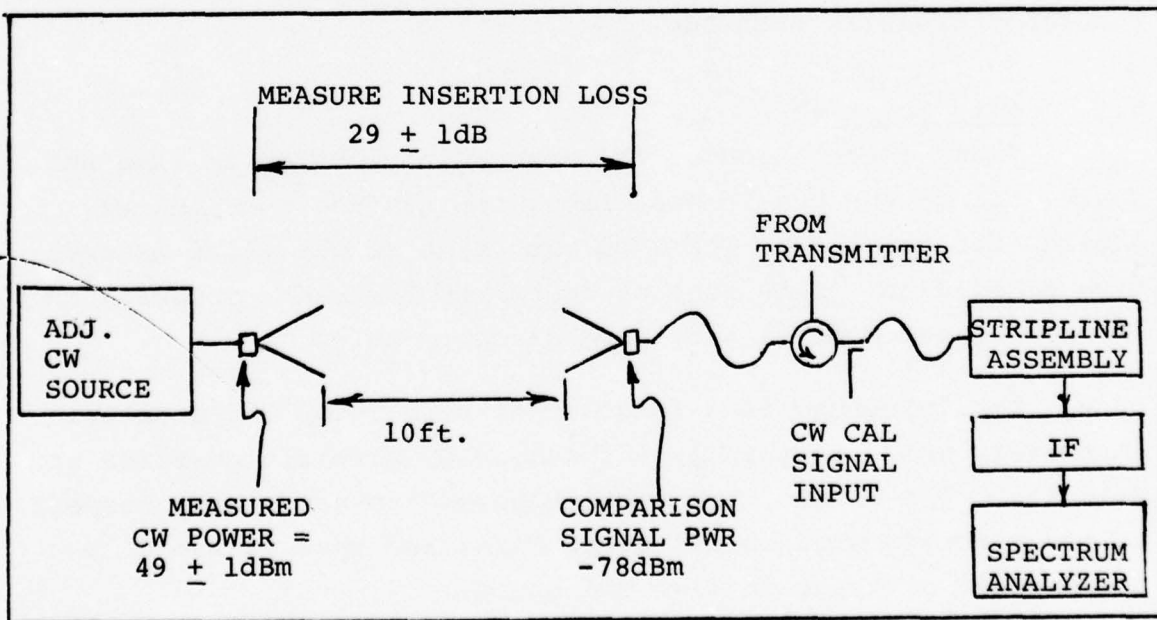 MEASURE INSERTION LOSS
29 ± 1dB
FROM
TRANSMITTER
ADJ.
CW
SOURCE
STRIPLINE
ASSEMBLY
10ft.
CW CAL
SIGNAL
INPUT
IF
MEASURED
CW POWER =
49 ± 1dBm
COMPARISON
SIGNAL PWR
-78dBm
SPECTRUM
ANALYZER